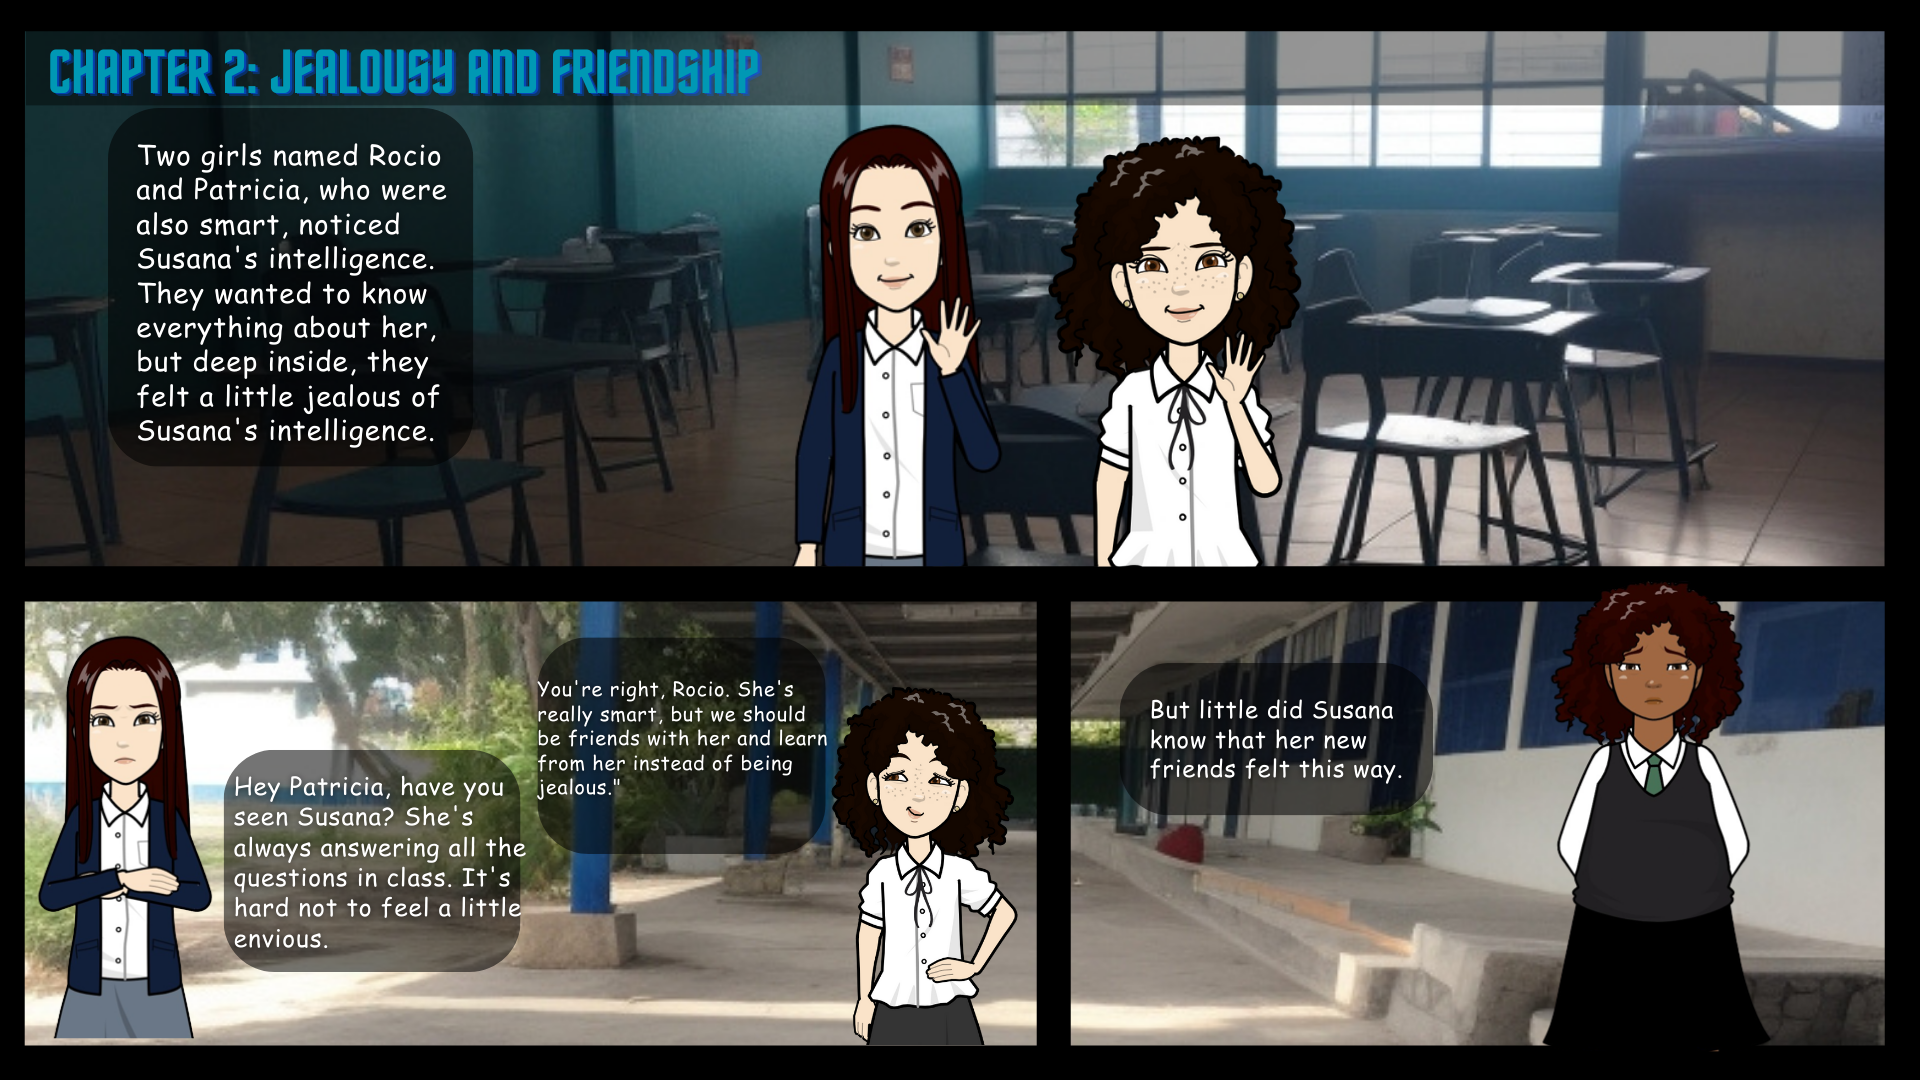 CHAPTER 2: JEALOUSY AND FRIENDSHIP
Two girls named Rocio
and Patricia, who were
also smart, noticed
Susana's intelligence.
They wanted to know
everything about her,
but deep inside, they
felt a little jealous of
Susana's intelligence.
Hey Patricia, have you
seen Susana? She's
always answering all the
questions in class. It's
hard not to feel a little
envious.
You're right, Rocio. She's
really smart, but we should
be friends with her and learn
from her instead of being
jealous."
But little did Susana
know that her new
friends felt this way.